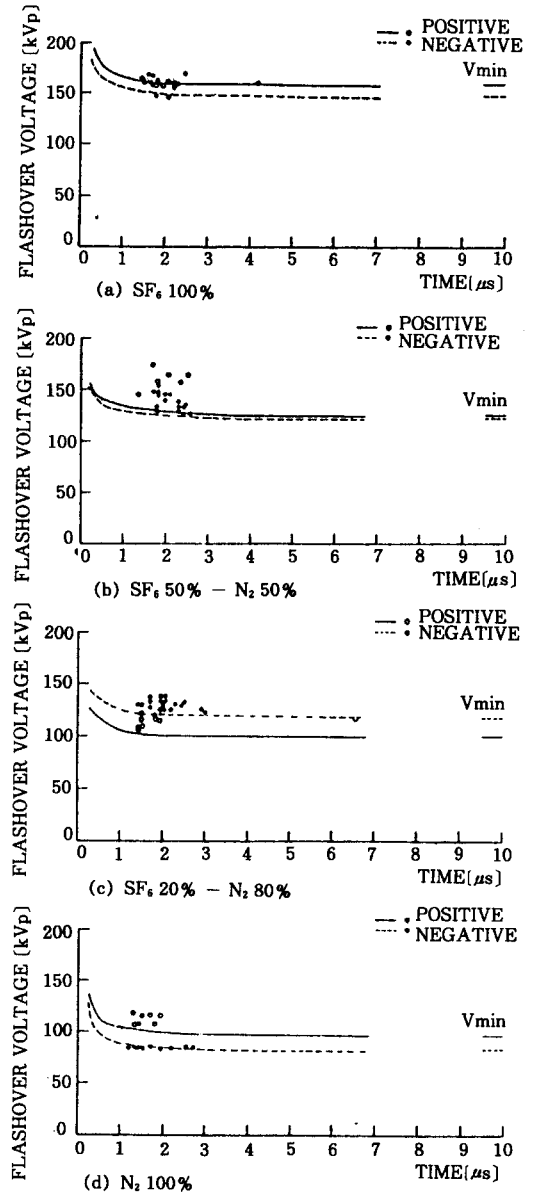 POSITIVE
NEGATIVE
FLASHOVER VOLTAGE [kVp]
200
150
100
50
0
Vmin
0 1 2 3 4 5 6 7 8 9 10
TIME[μs]
(a) SF₆ 100%
POSITIVE
NEGATIVE
FLASHOVER VOLTAGE [kVp]
200
150
100
50
0
Vmin
0 1 2 3 4 5 6 7 8 9 10
TIME[μs]
(b) SF₆ 50% - N₂ 50%
POSITIVE
NEGATIVE
FLASHOVER VOLTAGE [kVp]
200
150
100
50
0
Vmin
0 1 2 3 4 5 6 7 8 9 10
TIME[μs]
(c) SF₆ 20% - N₂ 80%
POSITIVE
NEGATIVE
FLASHOVER VOLTAGE [kVp]
200
150
100
50
0
Vmin
0 1 2 3 4 5 6 7 8 9 10
TIME[μs]
(d) N₂ 100%